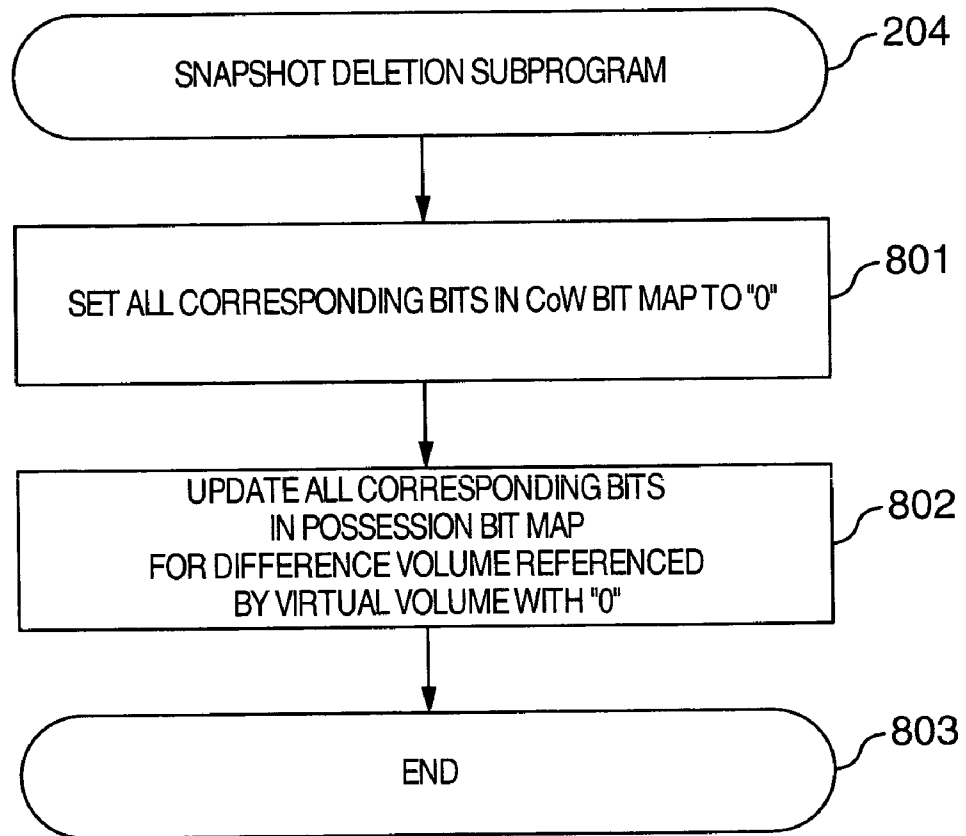 SNAPSHOT DELETION SUBPROGRAM
204
SET ALL CORRESPONDING BITS IN CoW BIT MAP TO "0"
801
UPDATE ALL CORRESPONDING BITS
IN POSSESSION BIT MAP
FOR DIFFERENCE VOLUME REFERENCED
BY VIRTUAL VOLUME WITH "0"
802
END
803